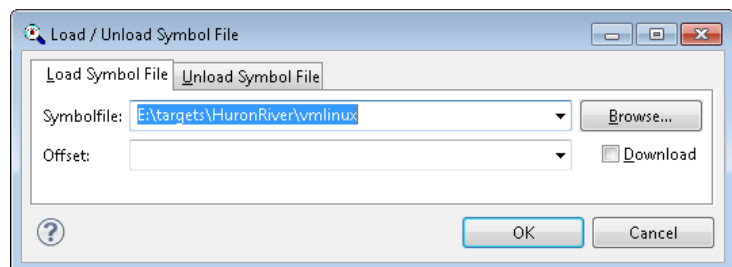 Load / Unload Symbol File
Load Symbol File Unload Symbol File
Symbolfile: E:\targets\HuronRiver\vmlinux Browse...
Offset: Download
? OK Cancel